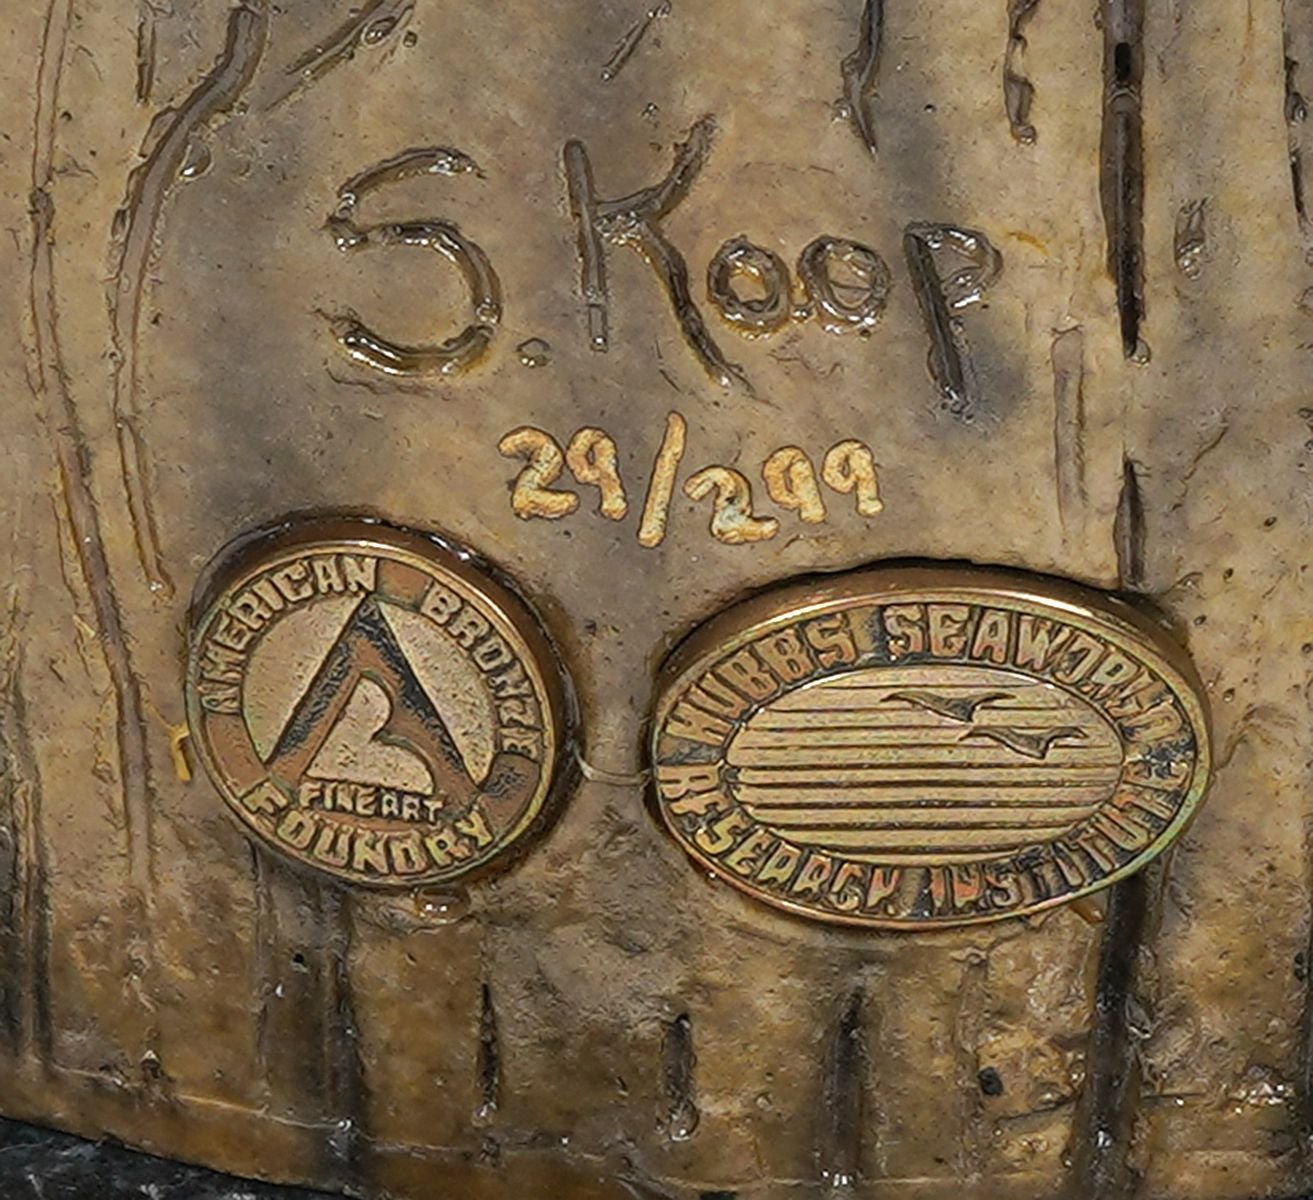 S. Koop
29/299
AMERICAN BRONZE
FINE ART
FOUNDRY
HUBBS SEAWORLD
RESEARCH INSTITUTE